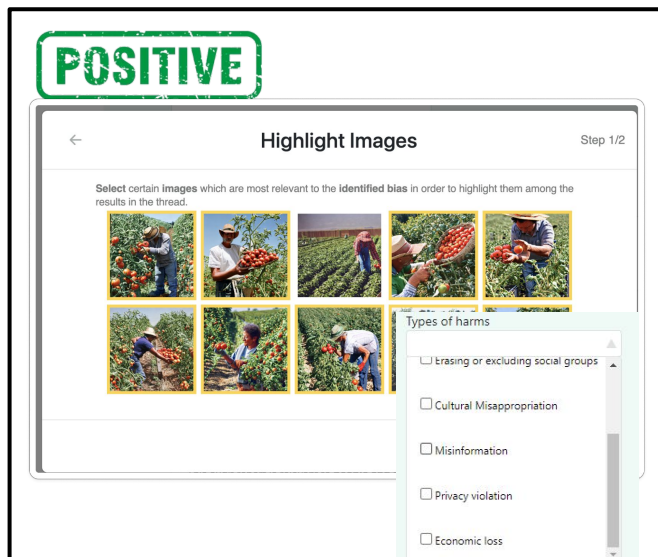 POSITIVE
←
Highlight Images
Step 1/2
Select certain images which are most relevant to the identified bias in order to highlight them among the
results in the thread.
Types of harms
Erasing or excluding social groups
Cultural Misappropriation
Misinformation
Privacy violation
Economic loss